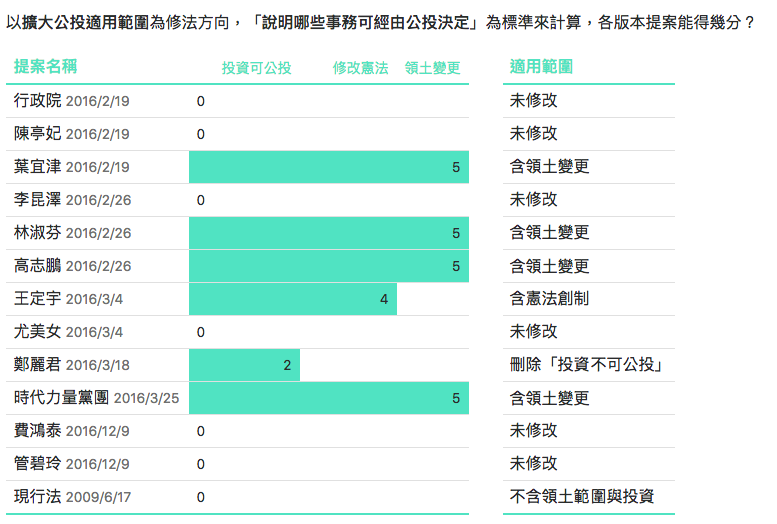 以擴大公投適用範圍為修法方向，「說明哪些事務可經由公投決定」為標準來計算，各版本提案能得幾分？
提案名稱 投資可公投 修改憲法 領土變更 適用範圍
行政院 2016/2/19 0 未修改
陳亭妃 2016/2/19 0 未修改
葉宜津 2016/2/19 5 含領土變更
李昆澤 2016/2/26 0 未修改
林淑芬 2016/2/26 5 含領土變更
高志鵬 2016/2/26 5 含領土變更
王定宇 2016/3/4 4 含憲法創制
尤美女 2016/3/4 0 未修改
鄭麗君 2016/3/18 2 刪除「投資不可公投」
時代力量黨團 2016/3/25 5 含領土變更
費鴻泰 2016/12/9 0 未修改
管碧玲 2016/12/9 0 未修改
現行法 2009/6/17 0 不含領土範圍與投資